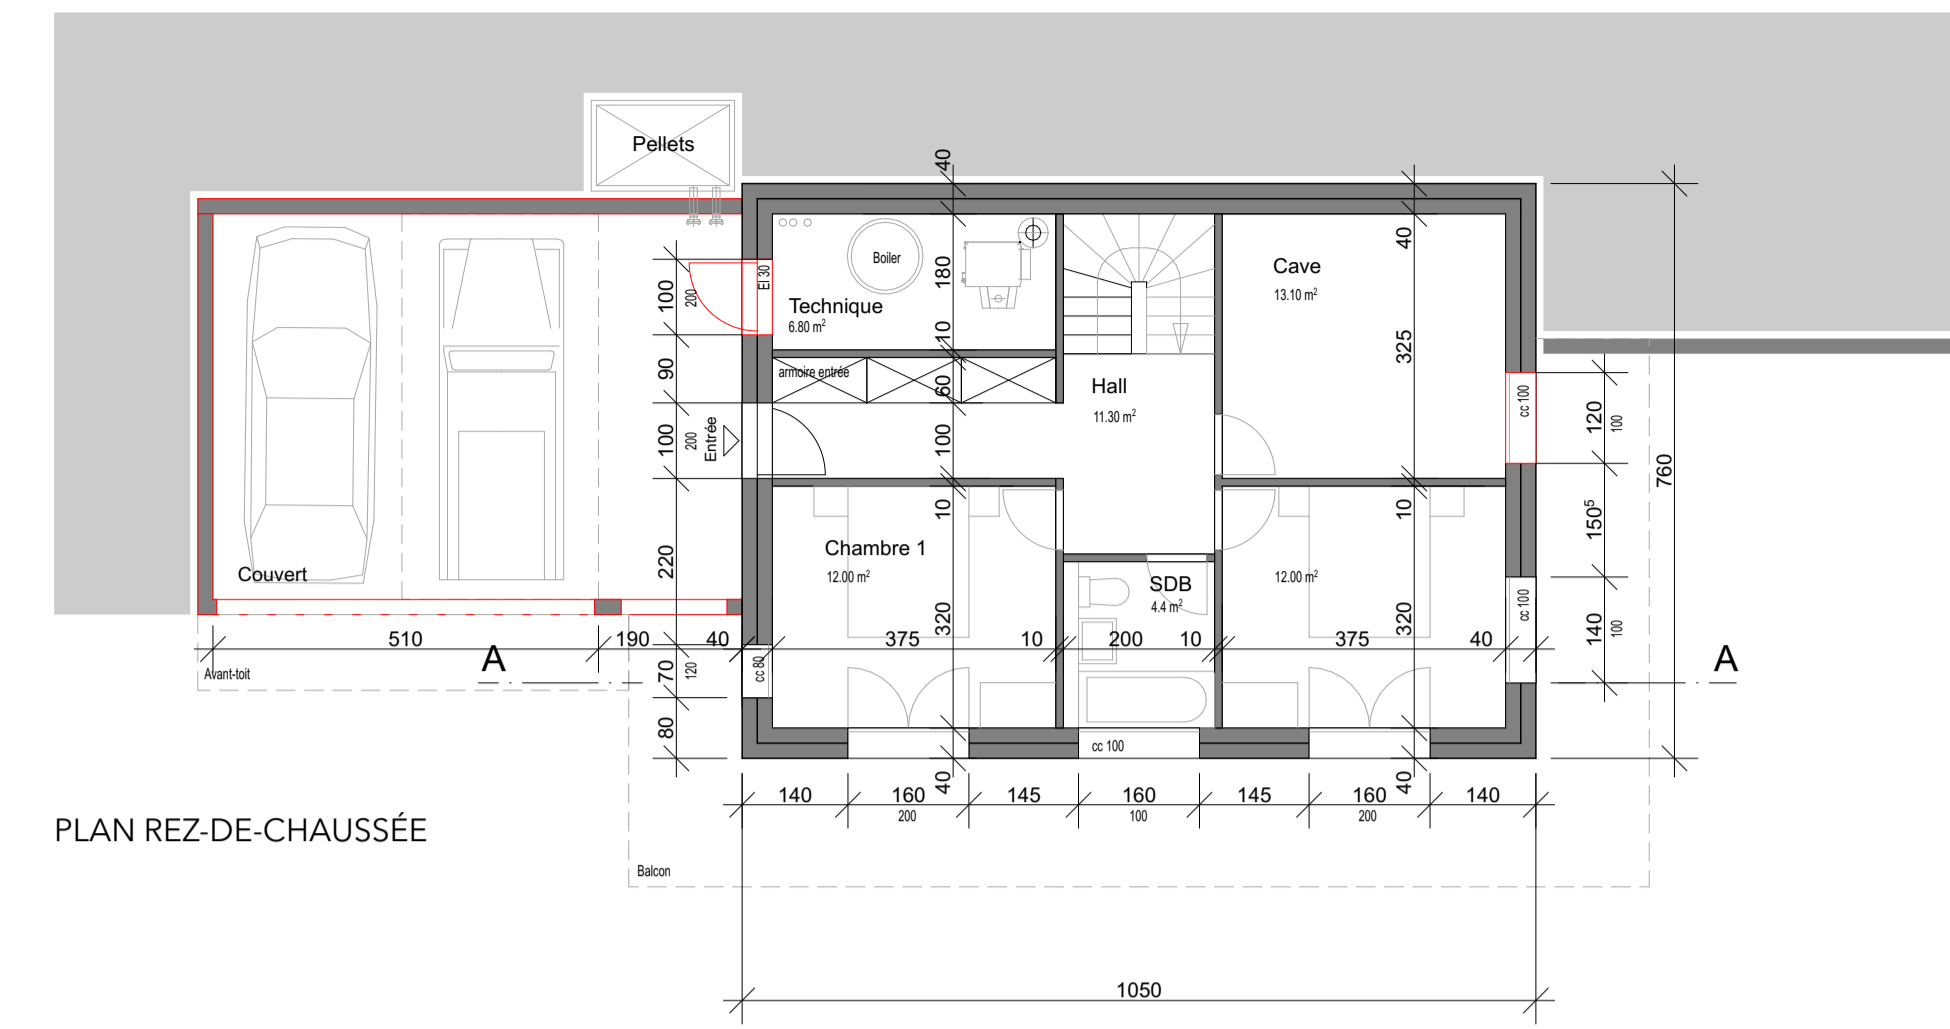 Pellets
40
40
Boiler
EI 30
180
Cave
13.10 m²
100
200
Technique
6.80 m²
10
325
90
armoire entrée
60
Hall
11.30 m²
cc 100
120
100
Entrée
100
200
100
760
10
10
150⁵
Chambre 1
12.00 m²
220
Couvert
SDB
4.4 m²
12.00 m²
cc 100
140
100
320
320
510
190
40
375
10
200
10
375
40
A
A
Avant-toit
70
120
cc 80
80
cc 100
40
40
140
160
200
145
160
100
145
160
200
140
PLAN REZ-DE-CHAUSSÉE
Balcon
1050